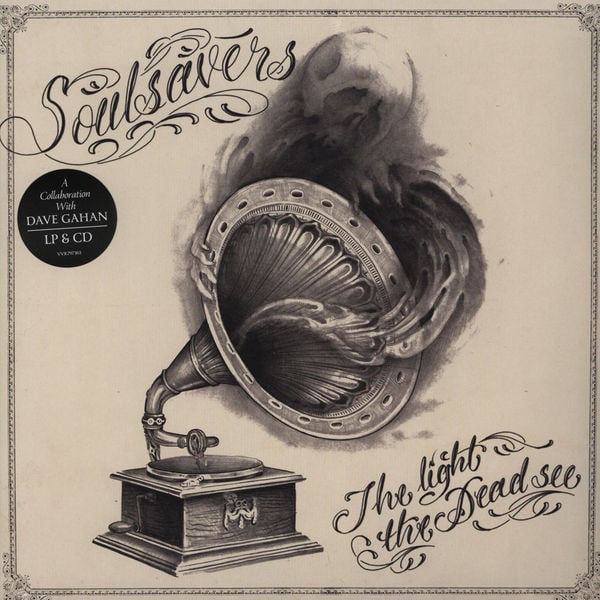 Soulsavers
A
Collaboration
With
DAVE GAHAN
LP & CD
The light
the Dead see